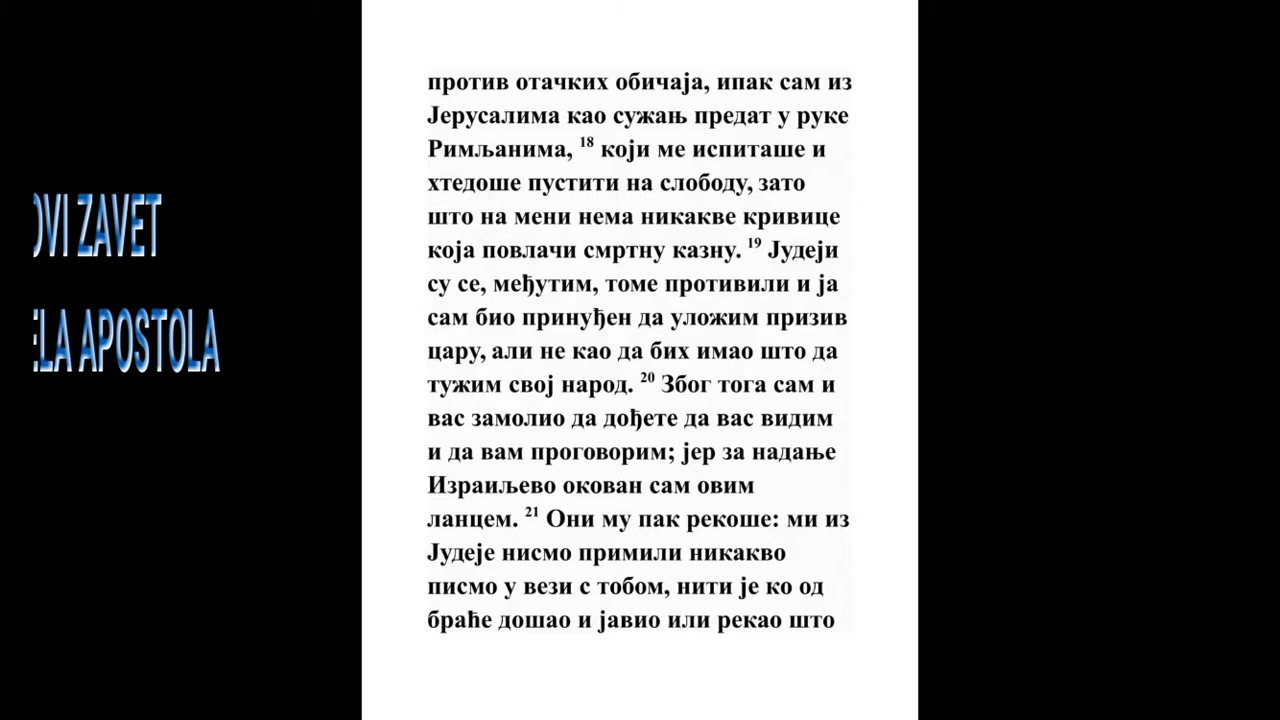 OVI ZAVET
ELA APOSTOLA
против отачких обичаја, ипак сам из
Јерусалима као сужањ предат у руке
Римљанима, 18 који ме испиташе и
хтедоше пустити на слободу, зато
што на мени нема никакве кривице
која повлачи смртну казну. 19 Јудеји
су се, међутим, томе противили и ја
сам био принуђен да уложим призив
цару, али не као да бих имао што да
тужим свој народ. 20 Због тога сам и
вас замолио да дођете да вас видим
и да вам проговорим; јер за надање
Израиљево окован сам овим
ланцем. 21 Они му пак рекоше: ми из
Јудеје нисмо примили никакво
писмо у вези с тобом, нити је ко од
браће дошао и јавио или рекао што